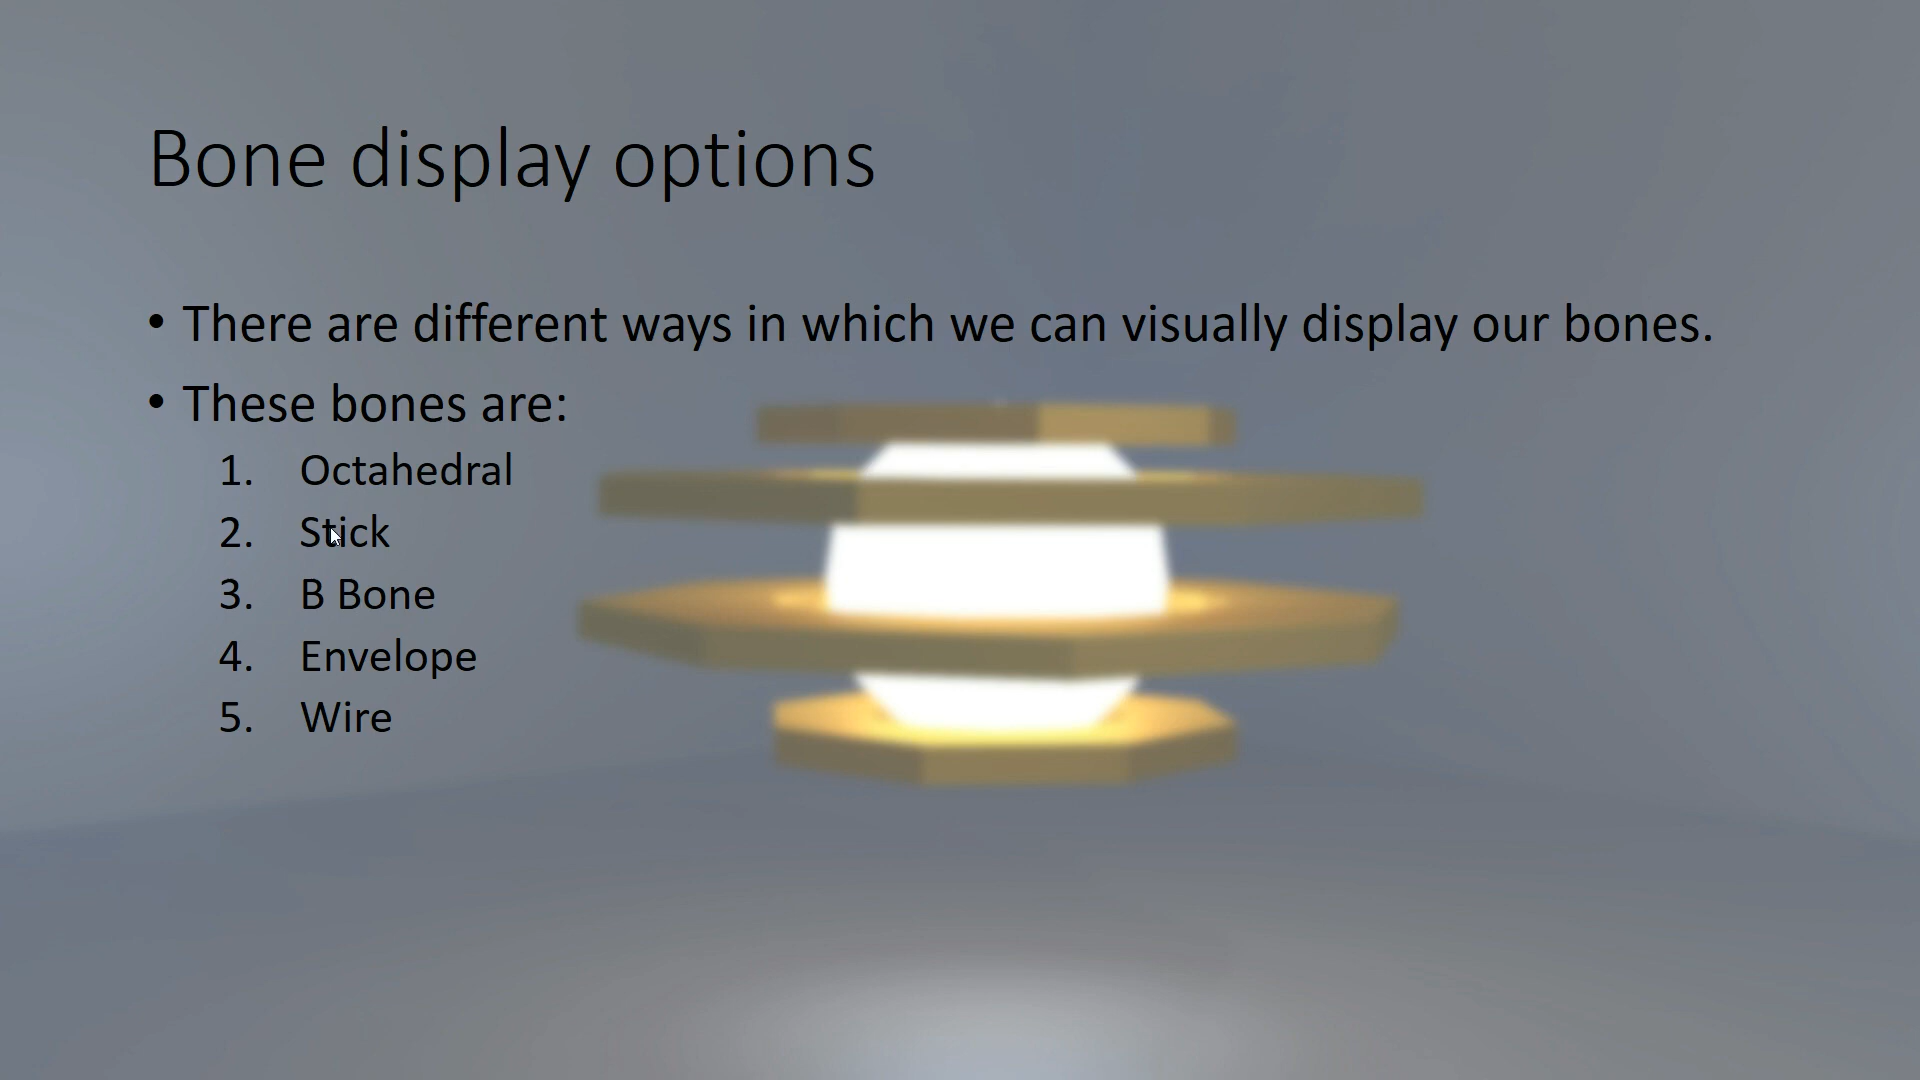 Bone display options
• There are different ways in which we can visually display our bones.
• These bones are:
1. Octahedral
2. Stick
3. B Bone
4. Envelope
5. Wire